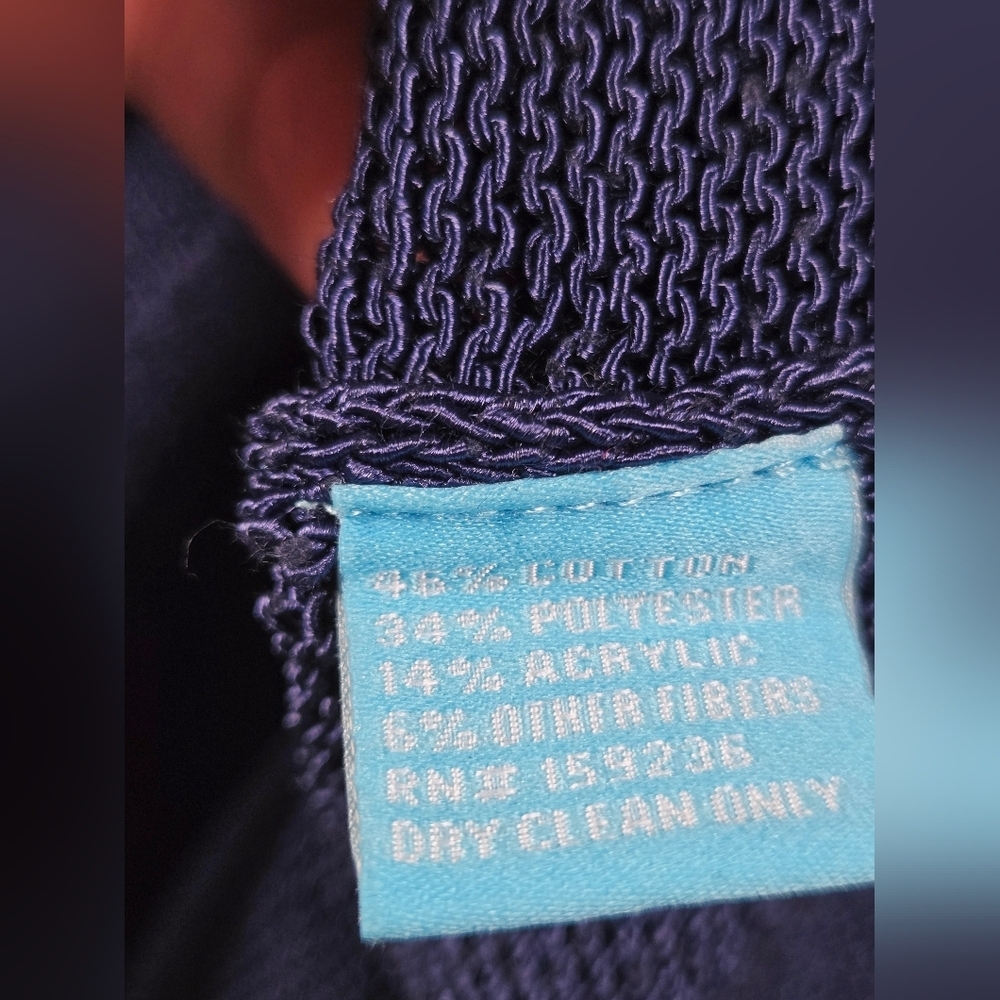 46% COTTON
34% POLYESTER
14% ACRYLIC
6% OTHER FIBERS
RN# 159236
DRY CLEAN ONLY